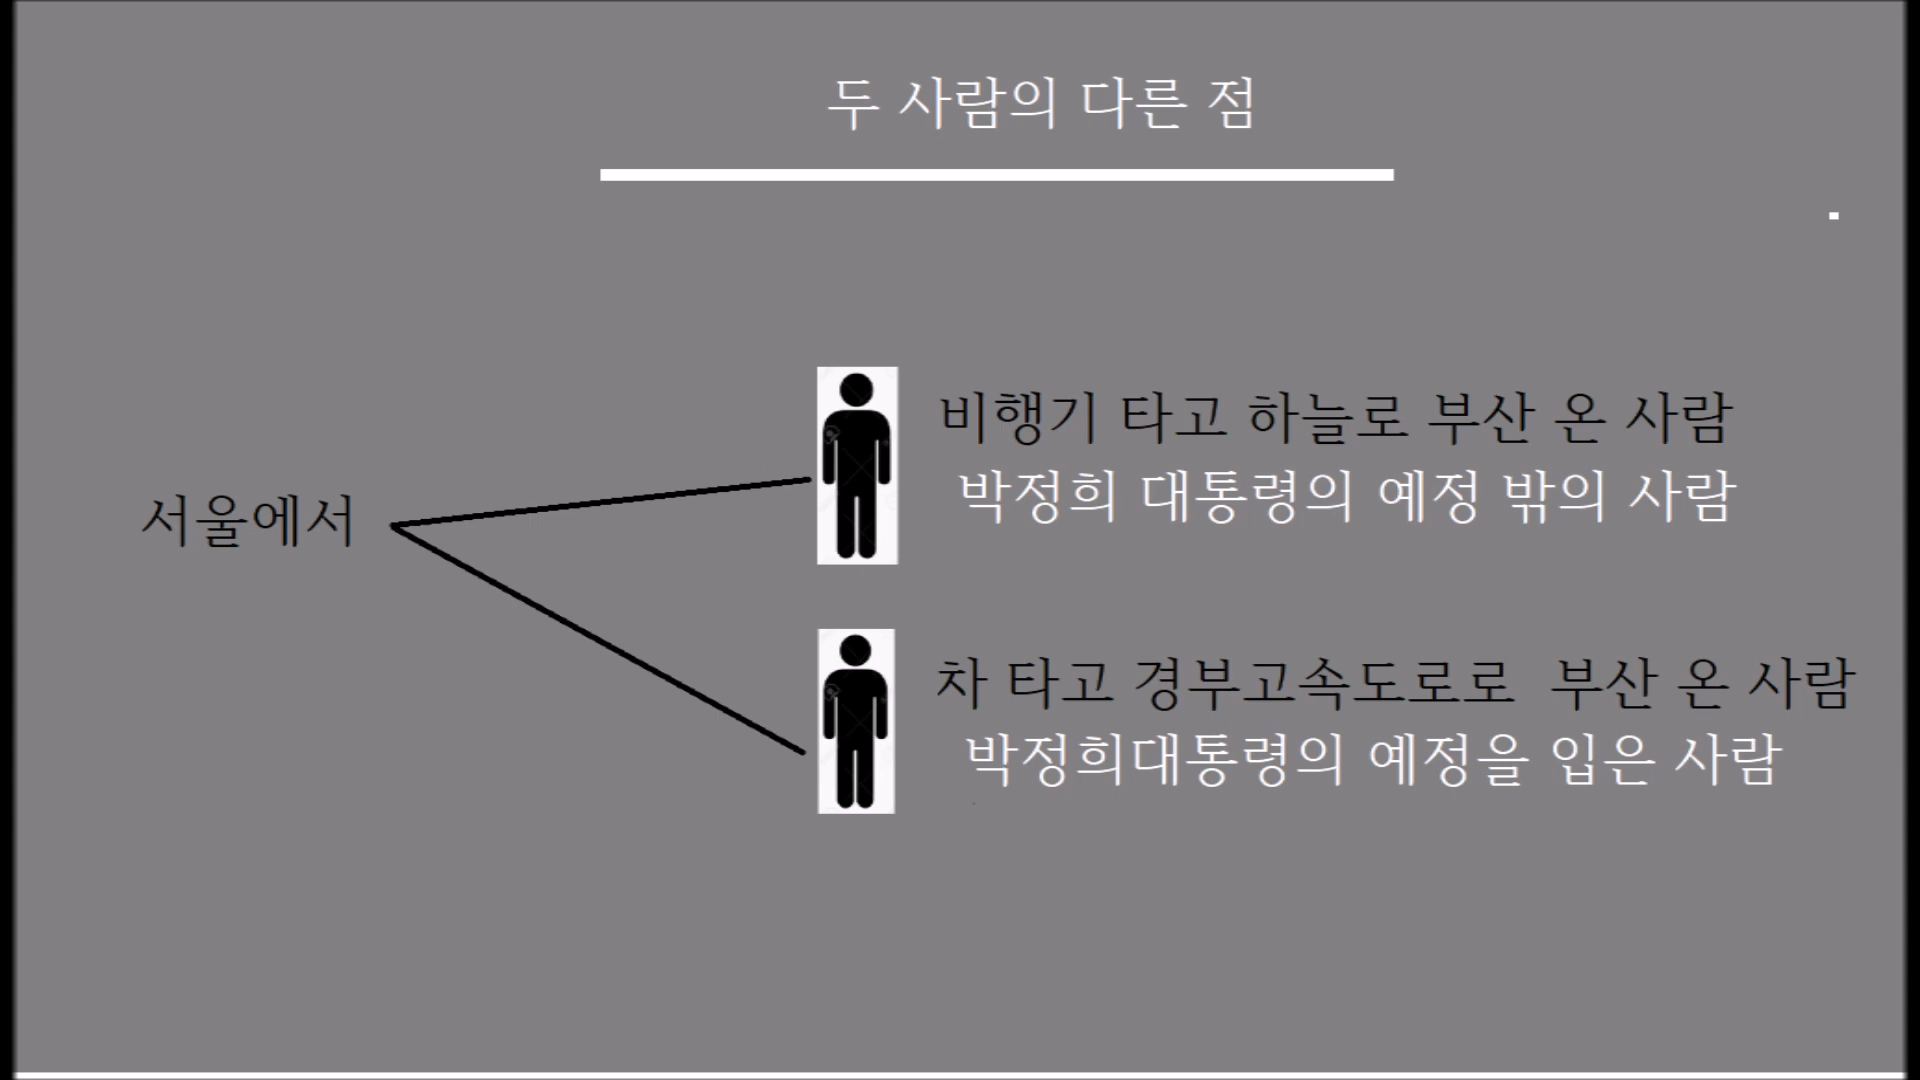 두 사람의 다른 점
비행기 타고 하늘로 부산 온 사람
박정희 대통령의 예정 밖의 사람
서울에서
차 타고 경부고속도로로 부산 온 사람
박정희대통령의 예정을 입은 사람